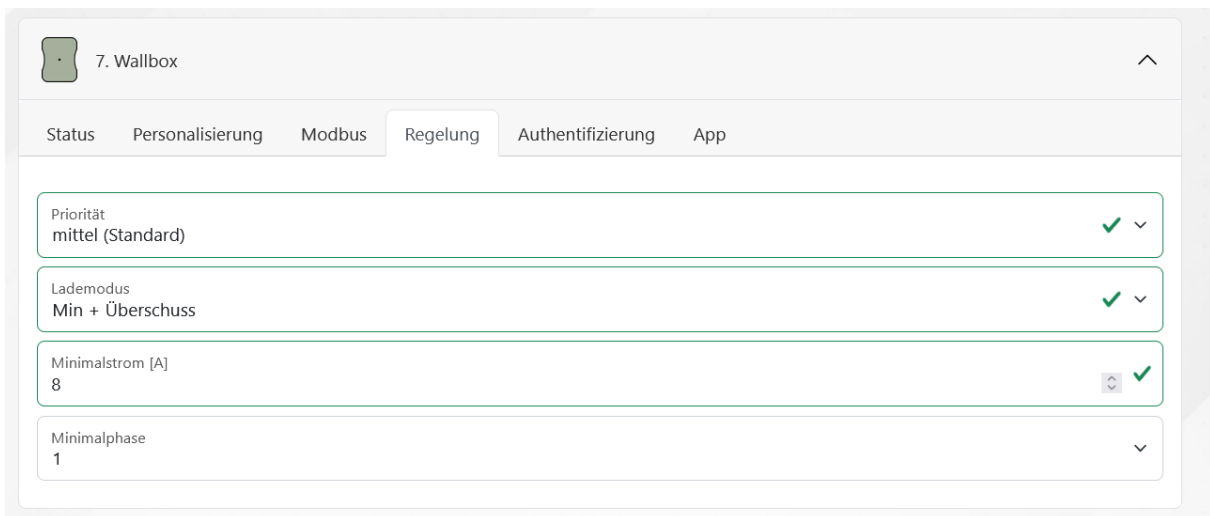 7. Wallbox
Status Personalisierung Modbus Regelung Authentifizierung App
Priorität
mittel (Standard)
Lademodus
Min + Überschuss
Minimalstrom [A]
8
Minimalphase
1